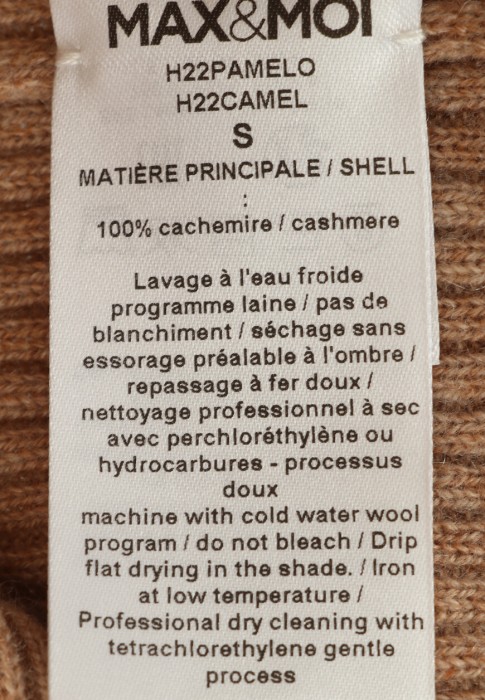 MAX&MOI
H22PAMELO
H22CAMEL
S
MATIÈRE PRINCIPALE / SHELL
:
100% cachemire / cashmere
Lavage à l'eau froide
programme laine / pas de
blanchiment / séchage sans
essorage préalable à l'ombre /
repassage à fer doux /
nettoyage professionnel à sec
avec perchloréthylène ou
hydrocarbures - processus
doux
machine with cold water wool
program / do not bleach / Drip
flat drying in the shade. / Iron
at low temperature /
Professional dry cleaning with
tetrachlorethylene gentle
process